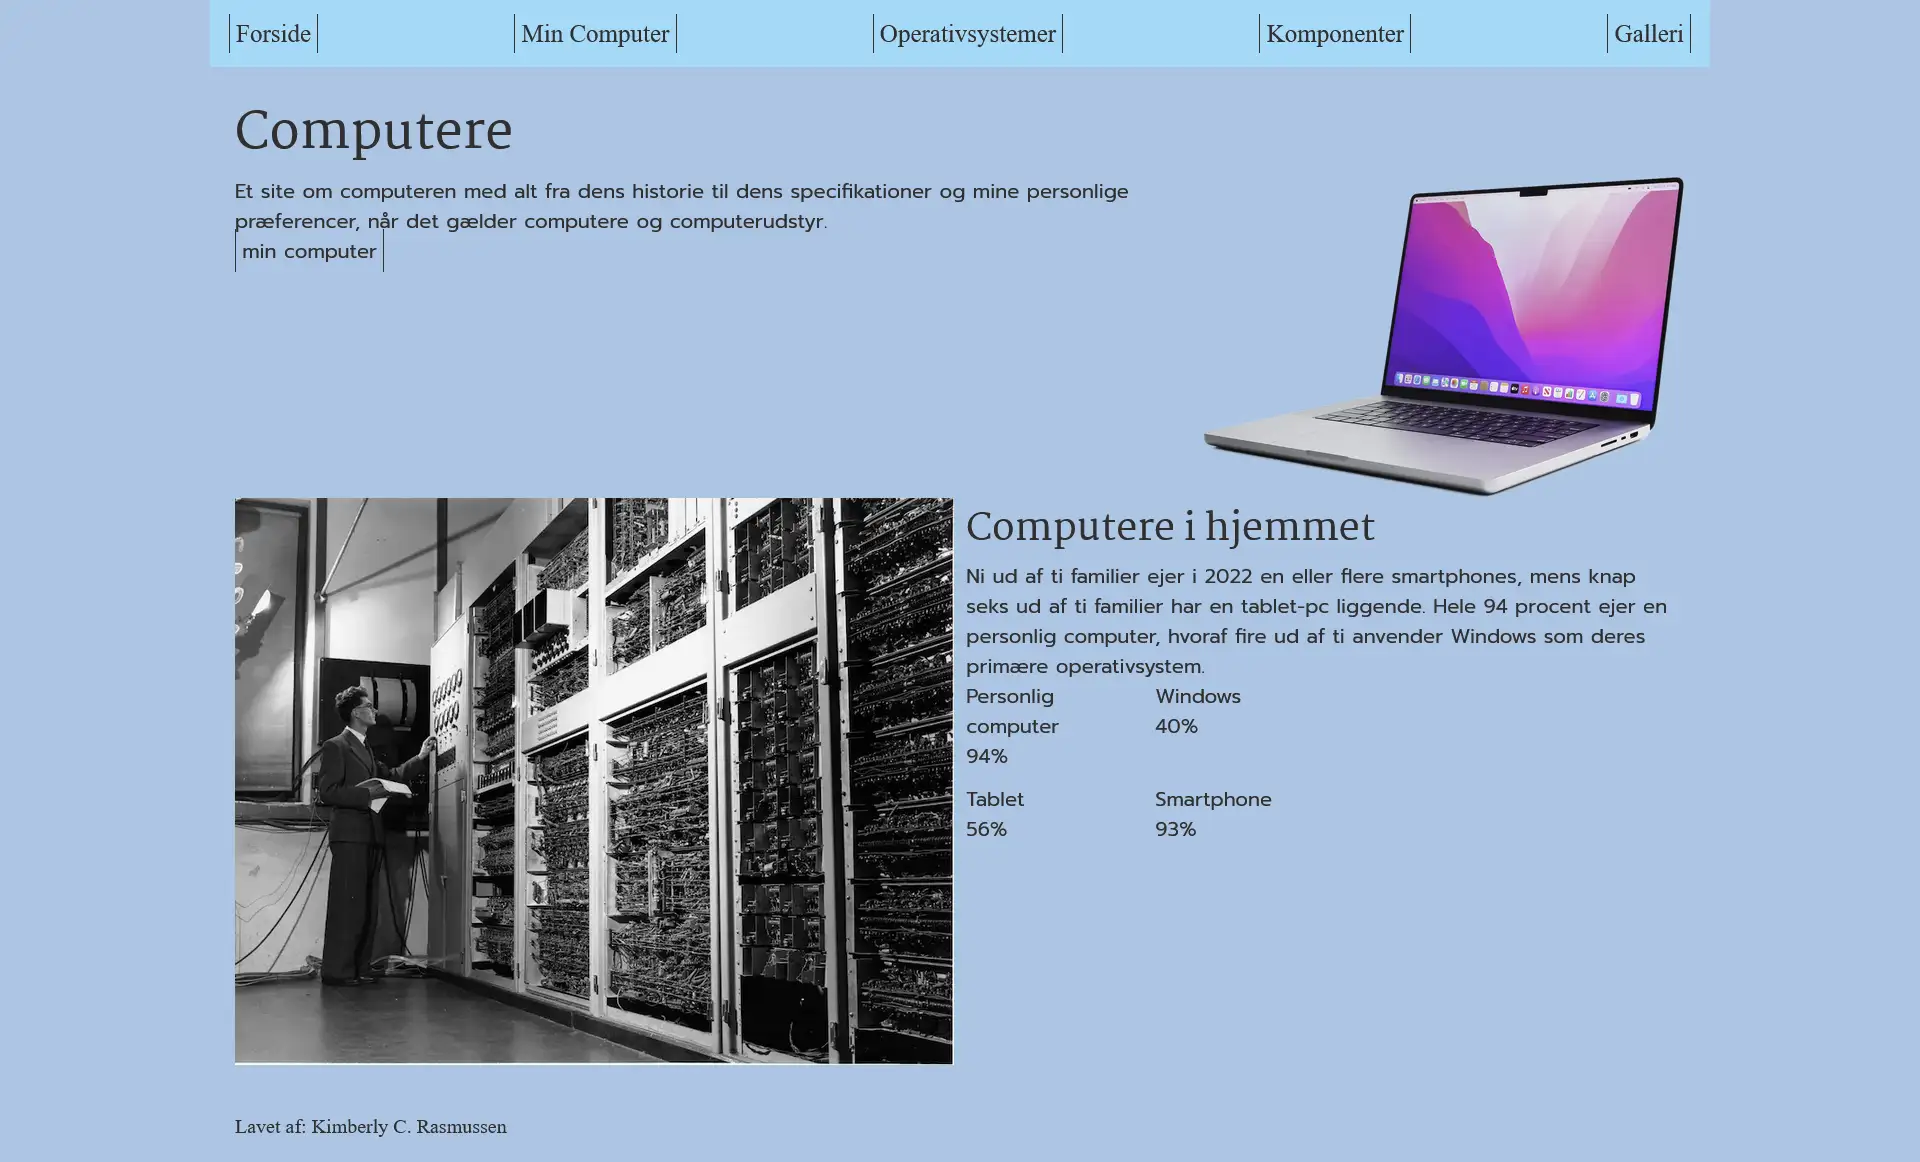 Forside
Min Computer
Operativsystemer
Komponenter
Galleri
Computere
Et site om computeren med alt fra dens historie til dens specifikationer og mine personlige
præferencer, når det gælder computere og computerudstyr.
min computer
Computere i hjemmet
Ni ud af ti familier ejer i 2022 en eller flere smartphones, mens knap
seks ud af ti familier har en tablet-pc liggende. Hele 94 procent ejer en
personlig computer, hvoraf fire ud af ti anvender Windows som deres
primære operativsystem.
Personlig
computer
94%
Windows
40%
Tablet
56%
Smartphone
93%
Lavet af: Kimberly C. Rasmussen